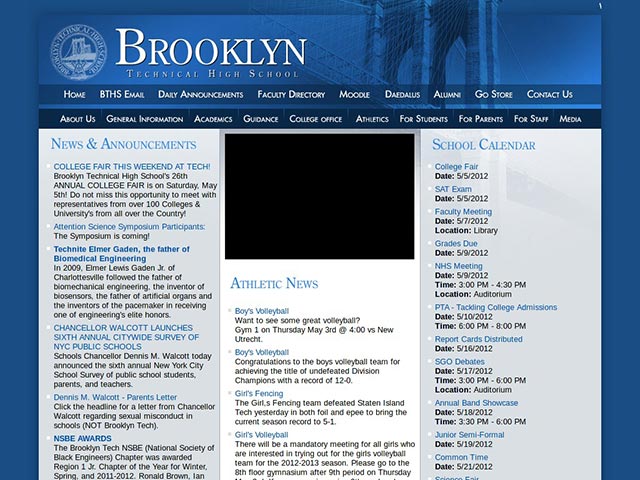 BROOKLYN
TECHNICAL HIGH SCHOOL
HOME BTHS EMAIL DAILY ANNOUNCEMENTS FACULTY DIRECTORY MOODLE DAEDALUS ALUMNI GO STORE CONTACT US
ABOUT US GENERAL INFORMATION ACADEMICS GUIDANCE COLLEGE OFFICE ATHLETICS FOR STUDENTS FOR PARENTS FOR STAFF MEDIA
NEWS & ANNOUNCEMENTS
COLLEGE FAIR THIS WEEKEND AT TECH!
Brooklyn Technical High School's 26th
ANNUAL COLLEGE FAIR is on Saturday, May
5th! Do not miss this opportunity to meet with
representatives from over 100 Colleges &
University's from all over the Country!
Attention Science Symposium Participants:
The Symposium is coming!
Technite Elmer Gaden, the father of
Biomedical Engineering
In 2009, Elmer Lewis Gaden Jr. of
Charlottesville followed the father of
biomechanical engineering, the inventor of
biosensors, the father of artificial organs and
the inventors of the pacemaker in receiving
one of engineering's elite honors.
CHANCELLOR WALCOTT LAUNCHES
SIXTH ANNUAL CITYWIDE SURVEY OF
NYC PUBLIC SCHOOLS
Schools Chancellor Dennis M. Walcott today
announced the sixth annual New York City
School Survey of public school students,
parents, and teachers.
Dennis M. Walcott - Parents Letter
Click the headline for a letter from Chancellor
Walcott regarding sexual misconduct in
schools (NOT Brooklyn Tech).
NSBE AWARDS
The Brooklyn Tech NSBE (National Society of
Black Engineers) Chapter was awarded
Region 1 Jr. Chapter of the Year for Winter,
Spring, and 2011-2012. Ronald Brown, Ian
ATHLETIC NEWS
Boy's Volleyball
Want to see some great volleyball?
Gym 1 on Thursday May 3rd @ 4:00 vs New
Utrecht.
Boy's Volleyball
Congratulations to the boys volleyball team for
achieving the title of undefeated Division
Champions with a record of 12-0.
Girl's Fencing
The Girl,s Fencing team defeated Staten Island
Tech yesterday in both foil and epee to bring the
current season record to 5-1.
Girl's Volleyball
There will be a mandatory meeting for all girls who
are interested in trying out for the girls volleyball
team for the 2012-2013 season. Please go to the
8th floor gymnasium after 9th period on Thursday
SCHOOL CALENDAR
College Fair
Date: 5/5/2012
SAT Exam
Date: 5/5/2012
Faculty Meeting
Date: 5/7/2012
Location: Library
Grades Due
Date: 5/9/2012
NHS Meeting
Date: 5/9/2012
Time: 3:00 PM - 4:30 PM
Location: Auditorium
PTA - Tackling College Admissions
Date: 5/10/2012
Time: 6:00 PM - 8:00 PM
Report Cards Distributed
Date: 5/16/2012
SGO Debates
Date: 5/17/2012
Time: 3:00 PM - 6:00 PM
Location: Auditorium
Annual Band Showcase
Date: 5/18/2012
Time: 3:30 PM - 6:00 PM
Junior Semi-Formal
Date: 5/19/2012
Common Time
Date: 5/21/2012
Science Fair